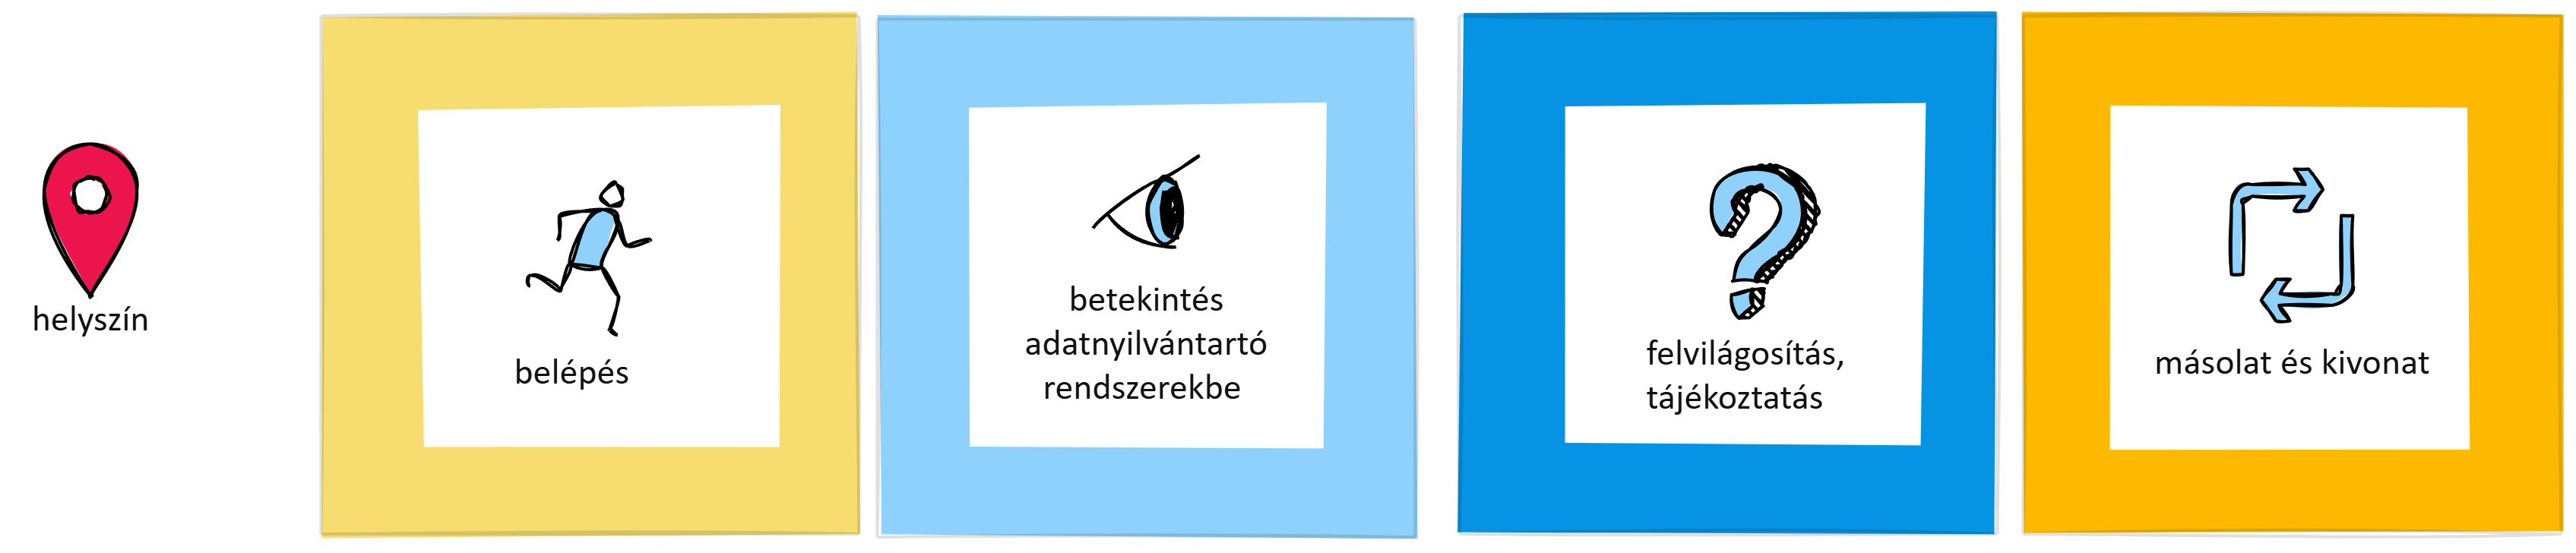 helyszín
belépés
betekintés
adatnyilvántartó
rendszerekbe
felvilágosítás,
tájékoztatás
másolat és kivonat